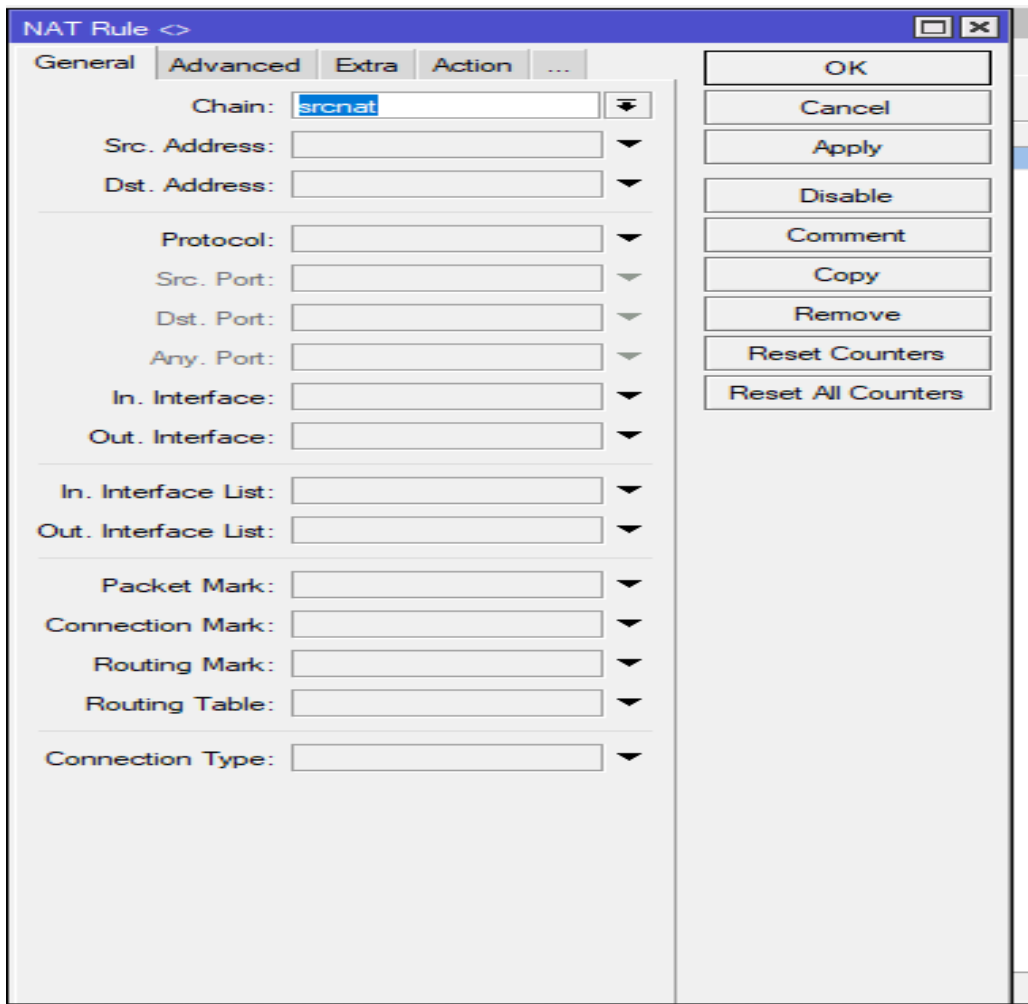 NAT Rule <>
General Advanced Extra Action ...
Chain: srcnat
Src. Address:
Dst. Address:
Protocol:
Src. Port:
Dst. Port:
Any. Port:
In. Interface:
Out. Interface:
In. Interface List:
Out. Interface List:
Packet Mark:
Connection Mark:
Routing Mark:
Routing Table:
Connection Type:
OK
Cancel
Apply
Disable
Comment
Copy
Remove
Reset Counters
Reset All Counters